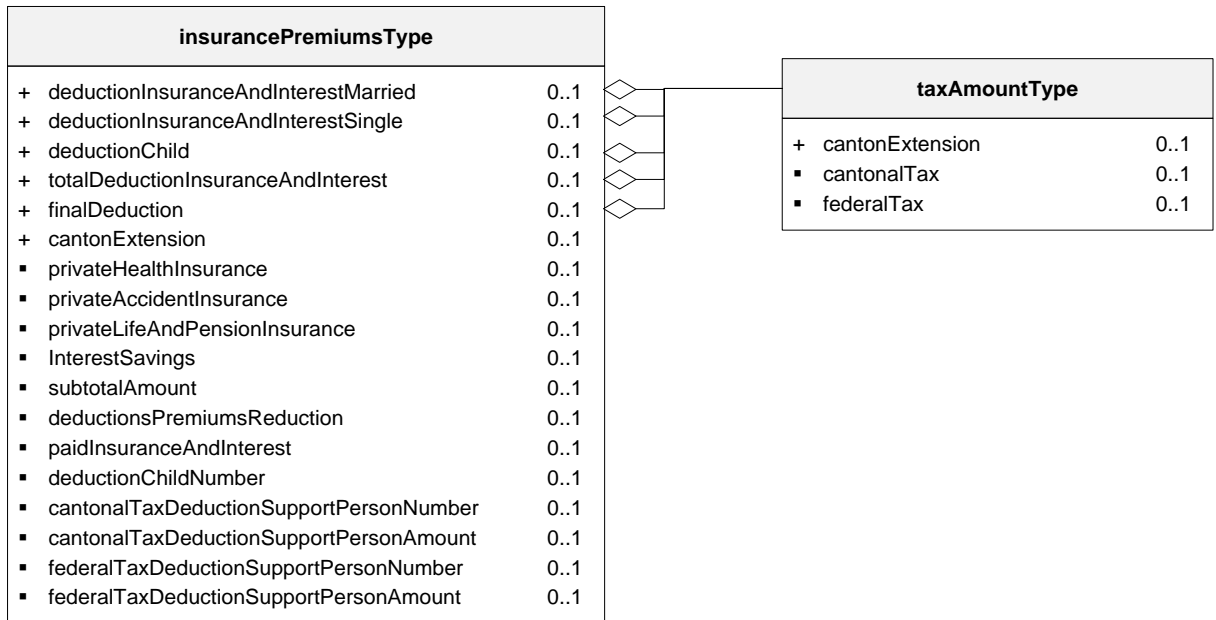 insurancePremiumsType
+ deductionInsuranceAndInterestMarried 0..1
+ deductionInsuranceAndInterestSingle 0..1
+ deductionChild 0..1
+ totalDeductionInsuranceAndInterest 0..1
+ finalDeduction 0..1
+ cantonExtension 0..1
▪ privateHealthInsurance 0..1
▪ privateAccidentInsurance 0..1
▪ privateLifeAndPensionInsurance 0..1
▪ InterestSavings 0..1
▪ subtotalAmount 0..1
▪ deductionsPremiumsReduction 0..1
▪ paidInsuranceAndInterest 0..1
▪ deductionChildNumber 0..1
▪ cantonalTaxDeductionSupportPersonNumber 0..1
▪ cantonalTaxDeductionSupportPersonAmount 0..1
▪ federalTaxDeductionSupportPersonNumber 0..1
▪ federalTaxDeductionSupportPersonAmount 0..1
taxAmountType
+ cantonExtension 0..1
▪ cantonalTax 0..1
▪ federalTax 0..1